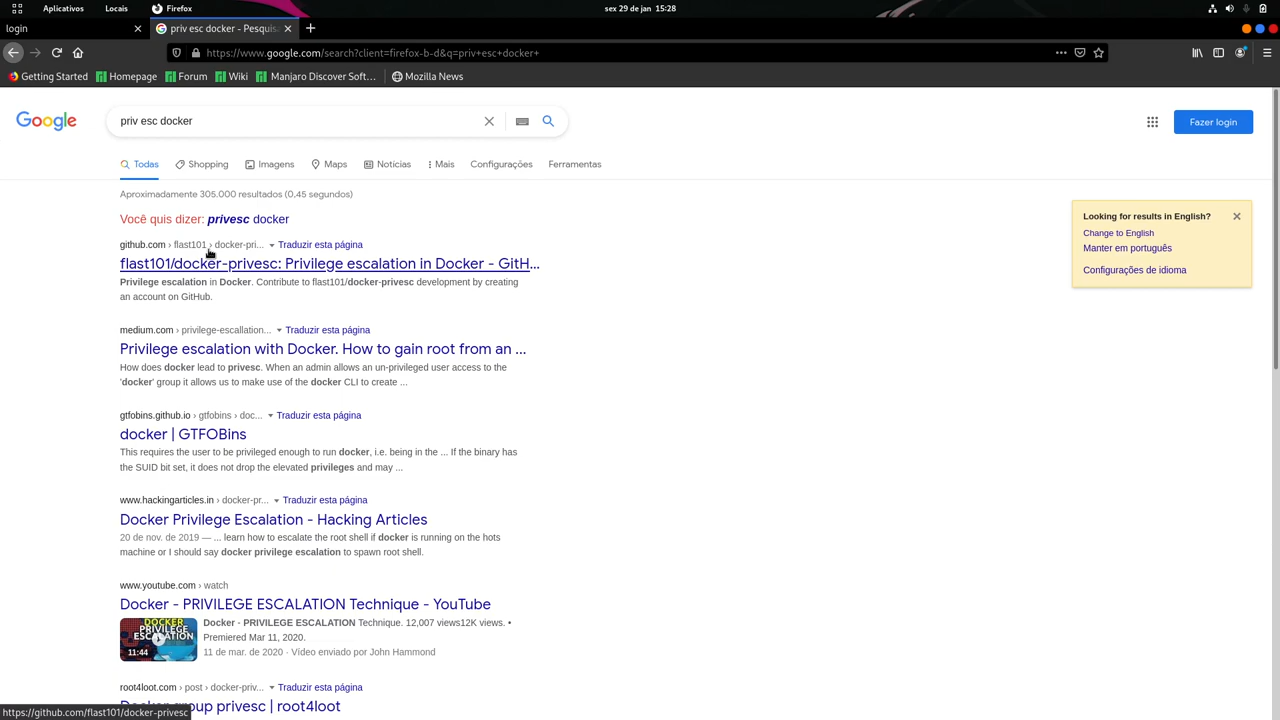 Aplicativos Locais Firefox sex 29 de jan 15:28
login priv esc docker - Pesquisa
https://www.google.com/search?client=firefox-b-d&q=priv+esc+docker+
Getting Started Homepage Forum Wiki Manjaro Discover Soft... Mozilla News
Google priv esc docker Fazer login
Todas Shopping Imagens Maps Notícias Mais Configurações Ferramentas
Aproximadamente 305.000 resultados (0,45 segundos)
Você quis dizer: privesc docker
Looking for results in English?
Change to English
Manter em português
Configurações de idioma
github.com › flast101 › docker-pri... Traduzir esta página
flast101/docker-privesc: Privilege escalation in Docker - GitH...
Privilege escalation in Docker. Contribute to flast101/docker-privesc development by creating
an account on GitHub.
medium.com › privilege-escallation... Traduzir esta página
Privilege escalation with Docker. How to gain root from an ...
How does docker lead to privesc. When an admin allows an un-privileged user access to the
'docker' group it allows us to make use of the docker CLI to create ...
gtfobins.github.io › gtfobins › doc... Traduzir esta página
docker | GTFOBins
This requires the user to be privileged enough to run docker, i.e. being in the ... If the binary has
the SUID bit set, it does not drop the elevated privileges and may ...
www.hackingarticles.in › docker-pr... Traduzir esta página
Docker Privilege Escalation - Hacking Articles
20 de nov. de 2019 — ... learn how to escalate the root shell if docker is running on the hots
machine or I should say docker privilege escalation to spawn root shell.
www.youtube.com › watch
Docker - PRIVILEGE ESCALATION Technique - YouTube
DOCKER
PRIVILEGE
ESCALATION
11:44
Docker - PRIVILEGE ESCALATION Technique. 12,007 views12K views. •
Premiered Mar 11, 2020.
11 de mar. de 2020 · Vídeo enviado por John Hammond
root4loot.com › post › docker-priv... Traduzir esta página
Docker group privesc | root4loot
https://github.com/flast101/docker-privesc